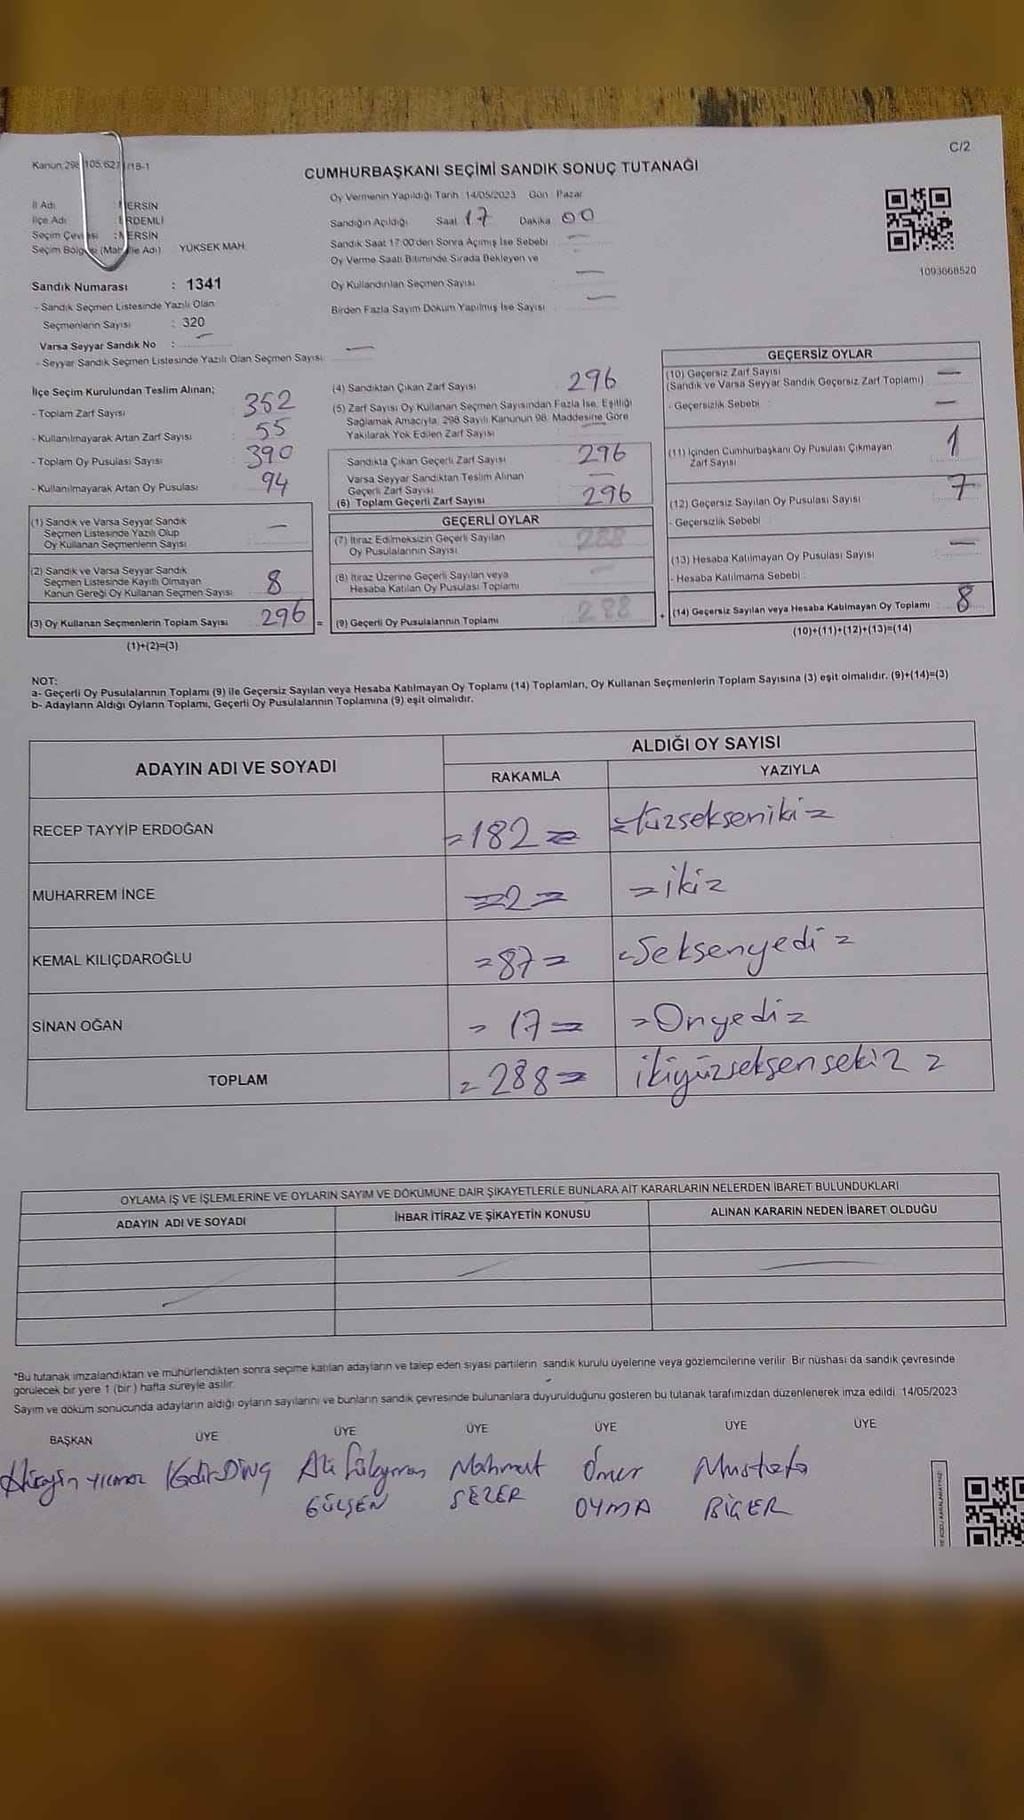 C/2
Kanun 298 105,627 /1B-1
CUMHURBAŞKANI SEÇİMİ SANDIK SONUÇ TUTANAĞI
İl Adı : MERSİN
İlçe Adı ERDEMLİ
Seçim Çevresi : MERSİN
Seçim Bölgesi (Mahalle Adı) YÜKSEK MAH.
Sandık Numarası : 1341
- Sandık Seçmen Listesinde Yazılı Olan
Seçmenlerin Sayısı : 320
Varsa Seyyar Sandık No :
- Seyyar Sandık Seçmen Listesinde Yazılı Olan Seçmen Sayısı: —
Oy Vermenin Yapıldığı Tarih : 14/05/2023 Gün : Pazar
Sandığın Açıldığı Saat 17 Dakika 00
Sandık Saat 17:00'den Sonra Açımış İse Sebebi —
Oy Verme Saati Bitiminde Sırada Bekleyen ve
Oy Kullandırılan Seçmen Sayısı —
Birden Fazla Sayım Döküm Yapılmış İse Sayısı —
1093668520
İlçe Seçim Kurulundan Teslim Alınan;
- Toplam Zarf Sayısı 352
- Kullanılmayarak Artan Zarf Sayısı 55
- Toplam Oy Pusulası Sayısı 390
- Kullanılmayarak Artan Oy Pusulası 94
(1) Sandık ve Varsa Seyyar Sandık
Seçmen Listesinde Yazılı Olup
Oy Kullanan Seçmenlerin Sayısı —
(2) Sandık ve Varsa Seyyar Sandık
Seçmen Listesinde Kayıtlı Olmayan
Kanun Gereği Oy Kullanan Seçmen Sayısı 8
(3) Oy Kullanan Seçmenlerin Toplam Sayısı 296 =
(1)+(2)=(3)
(4) Sandıktan Çıkan Zarf Sayısı 296
(5) Zarf Sayısı Oy Kullanan Seçmen Sayısından Fazla İse, Eşitliği
Sağlamak Amacıyla, 298 Sayılı Kanunun 98. Maddesine Göre
Yakılarak Yok Edilen Zarf Sayısı
Sandıkta Çıkan Geçerli Zarf Sayısı 296
Varsa Seyyar Sandıktan Teslim Alınan
Geçerli Zarf Sayısı —
(6) Toplam Geçerli Zarf Sayısı 296
GEÇERLİ OYLAR
(7) İtiraz Edilmeksizin Geçerli Sayılan
Oy Pusulalarının Sayısı 288
(8) İtiraz Üzerine Geçerli Sayılan veya
Hesaba Katılan Oy Pusulası Toplamı —
(9) Geçerli Oy Pusulalarının Toplamı 288 +
GEÇERSİZ OYLAR
(10) Geçersiz Zarf Sayısı —
(Sandık ve Varsa Seyyar Sandık Geçersiz Zarf Toplamı)
- Geçersizlik Sebebi : —
(11) İçinden Cumhurbaşkanı Oy Pusulası Çıkmayan
Zarf Sayısı 1
(12) Geçersiz Sayılan Oy Pusulası Sayısı 7
- Geçersizlik Sebebi
(13) Hesaba Katılmayan Oy Pusulası Sayısı —
- Hesaba Katılmama Sebebi :
(14) Geçersiz Sayılan veya Hesaba Katılmayan Oy Toplamı 8
(10)+(11)+(12)+(13)=(14)
NOT:
a- Geçerli Oy Pusulalarının Toplamı (9) ile Geçersiz Sayılan veya Hesaba Katılmayan Oy Toplamı (14) Toplamları, Oy Kullanan Seçmenlerin Toplam Sayısına (3) eşit olmalıdır. (9)+(14)=(3)
b- Adayların Aldığı Oyların Toplamı, Geçerli Oy Pusulalarının Toplamına (9) eşit olmalıdır.
ADAYIN ADI VE SOYADI ALDIĞI OY SAYISI
RAKAMLA YAZIYLA
RECEP TAYYİP ERDOĞAN =182= =Yüzsekseniki=
MUHARREM İNCE =2= =iki=
KEMAL KILIÇDAROĞLU =87= =Seksenyedi=
SİNAN OĞAN =17= =Onyedi=
TOPLAM =288= ikiyüzseksensekiz=
OYLAMA İŞ VE İŞLEMLERİNE VE OYLARIN SAYIM VE DÖKÜMÜNE DAİR ŞİKAYETLERLE BUNLARA AİT KARARLARIN NELERDEN İBARET BULUNDUKLARI
ADAYIN ADI VE SOYADI İHBAR İTİRAZ VE ŞİKAYETİN KONUSU ALINAN KARARIN NEDEN İBARET OLDUĞU
*Bu tutanak imzalandıktan ve mühürlendikten sonra seçime katılan adayların ve talep eden siyasi partilerin sandık kurulu üyelerine veya gözlemcilerine verilir. Bir nüshası da sandık çevresinde
görülecek bir yere 1 (bir) hafta süreyle asılır.
Sayım ve döküm sonucunda adayların aldığı oyların sayılarını ve bunların sandık çevresinde bulunanlara duyurulduğunu gösteren bu tutanak tarafımızdan düzenlenerek imza edildi. 14/05/2023
BAŞKAN ÜYE ÜYE ÜYE ÜYE ÜYE ÜYE
Hüseyin Yılmaz Kadir DİNÇ Ali Süleyman Mahmut Ömer Mustafa
GÜLŞEN SEZER OYMA BİÇER